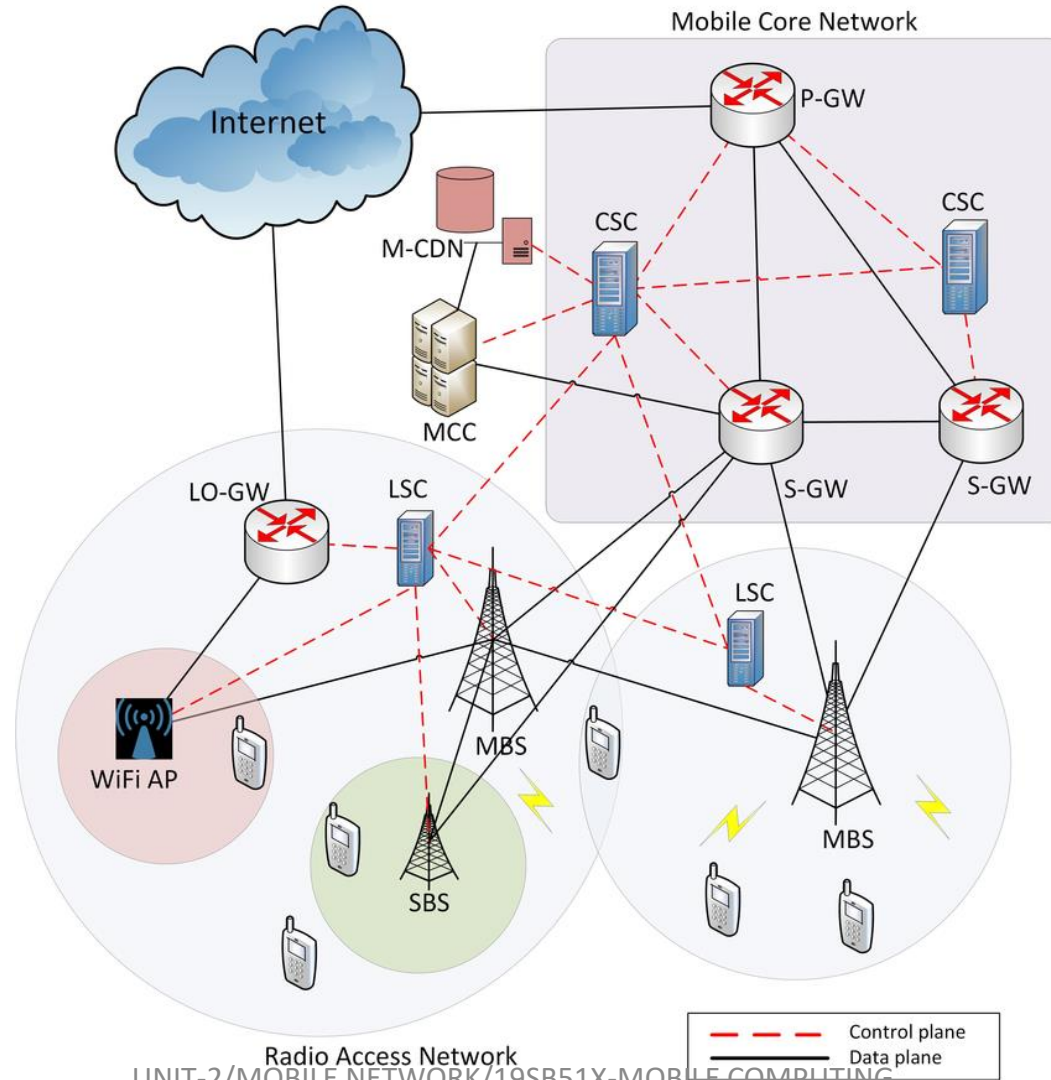 Mobile Core Network
P-GW
Internet
CSC
CSC
M-CDN
MCC
S-GW
S-GW
LO-GW
LSC
LSC
WiFi AP
MBS
MBS
SBS
Control plane
Data plane
Radio Access Network
UNIT-2/MOBILE NETWORK/19SB51X-MOBILE COMPUTING